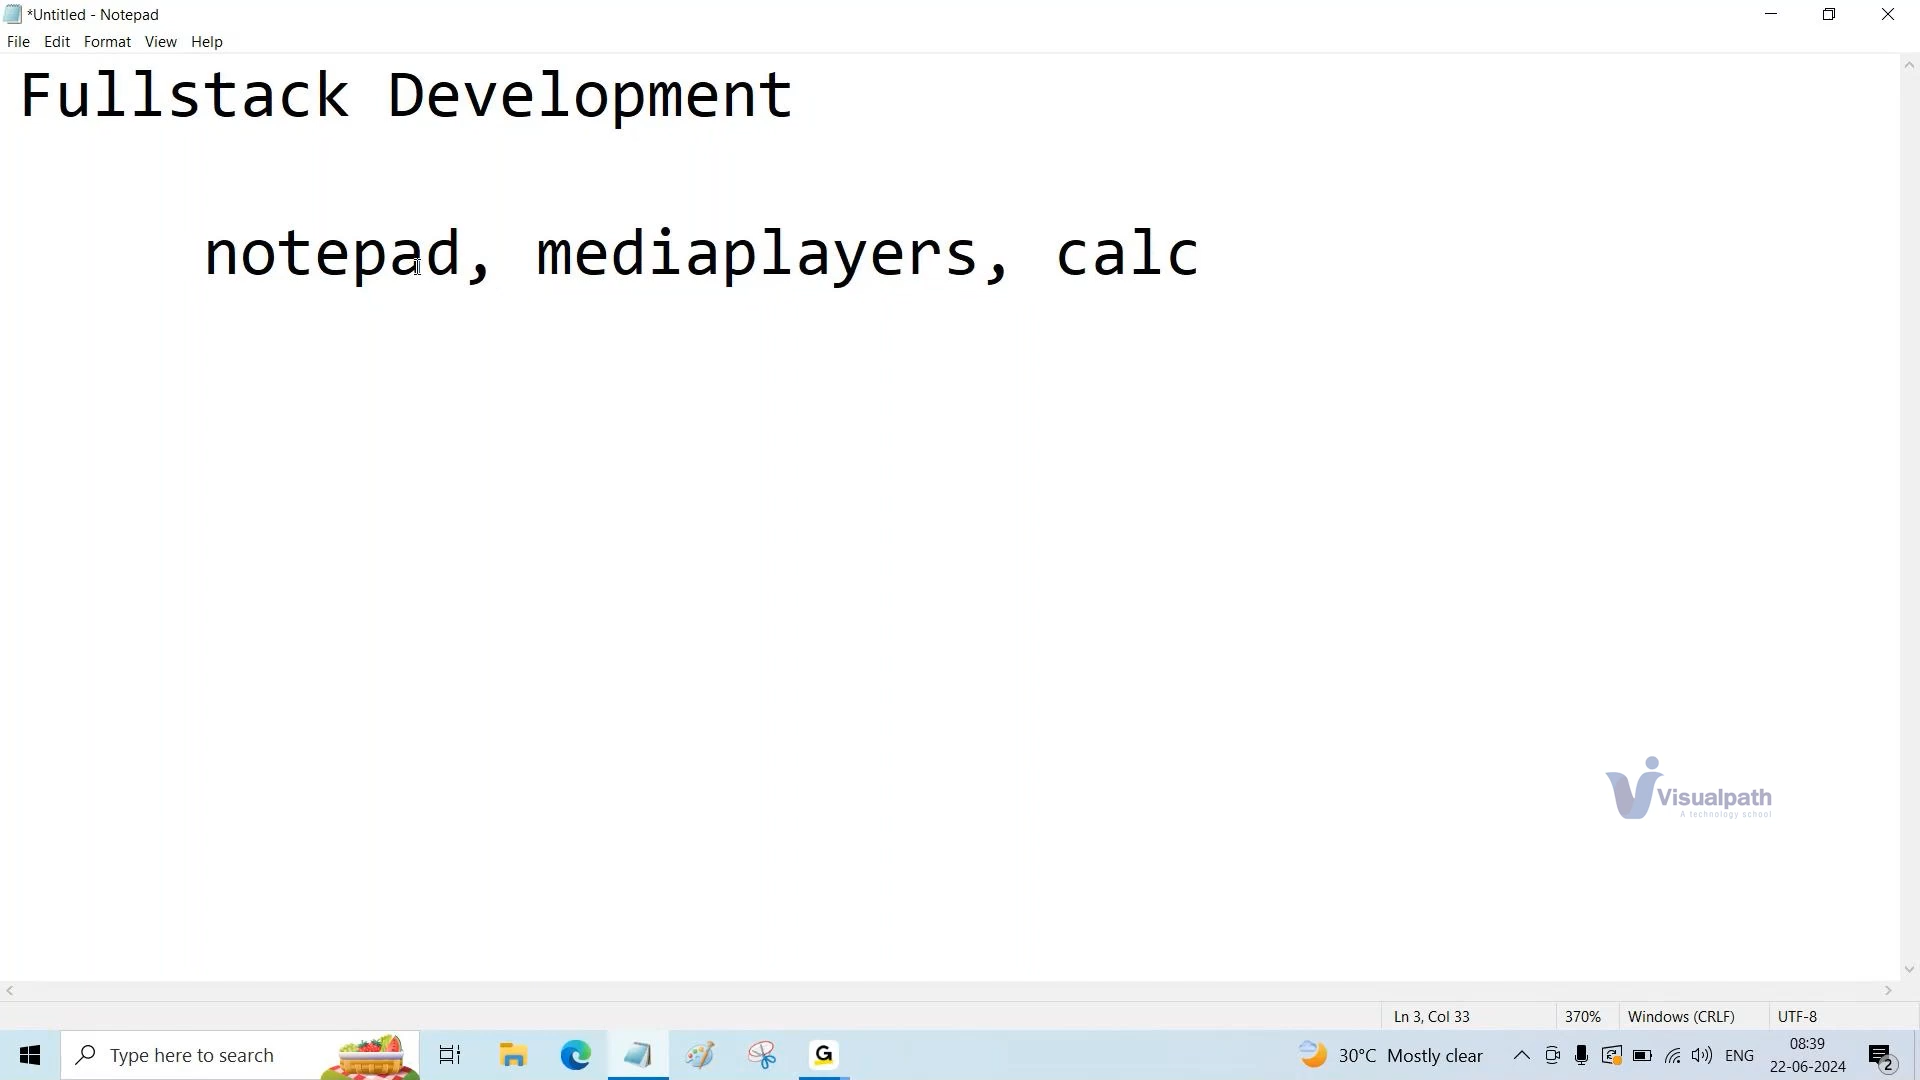 *Untitled - Notepad
File Edit Format View Help
Fullstack Development
notepad, mediaplayers, calc
Visualpath
A technology school
Ln 3, Col 33 370% Windows (CRLF) UTF-8
Type here to search G 30°C Mostly clear ENG 08:39
22-06-2024 2